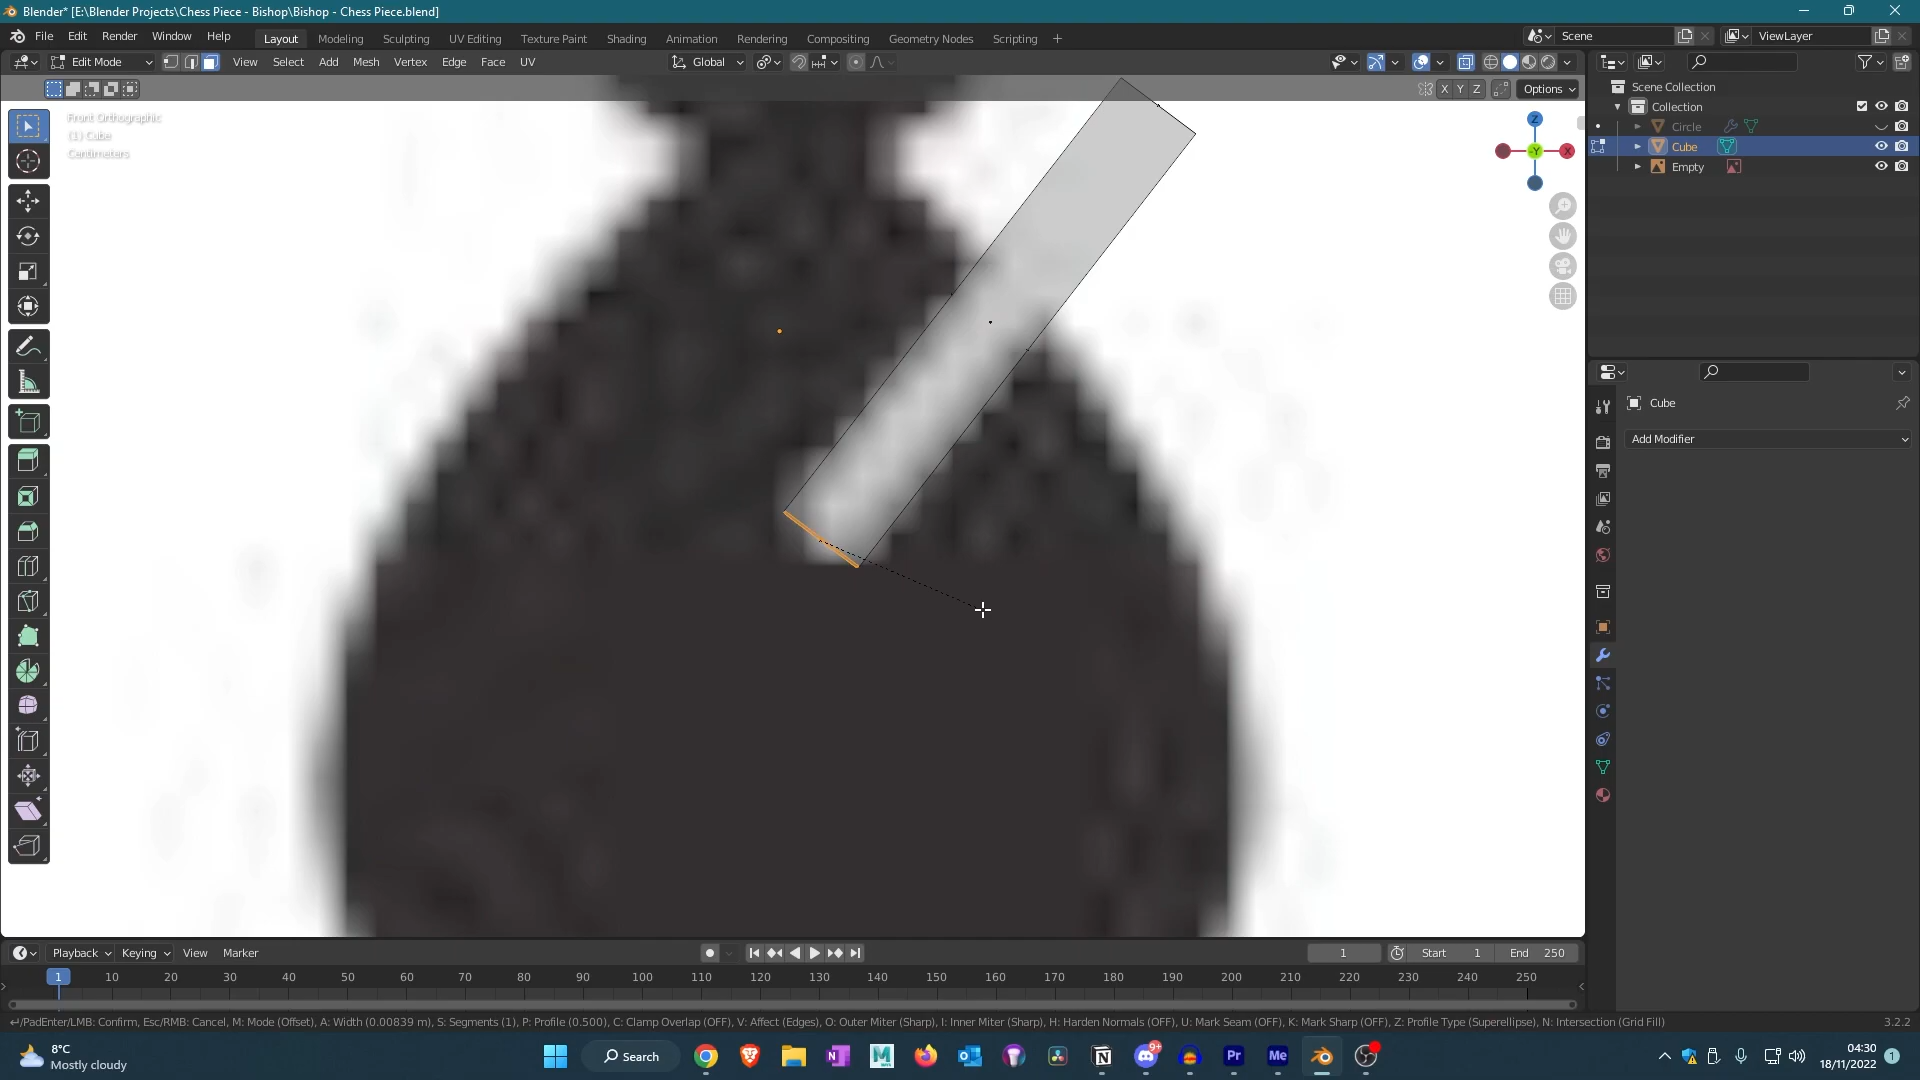 Blender* [E:\Blender Projects\Chess Piece - Bishop\Bishop - Chess Piece.blend]
File Edit Render Window Help Layout Modeling Sculpting UV Editing Texture Paint Shading Animation Rendering Compositing Geometry Nodes Scripting + Scene ViewLayer
Edit Mode View Select Add Mesh Vertex Edge Face UV Global
X Y Z Options
Front Orthographic
(1) Cube
Centimeters
Z
-Y X
Scene Collection
Collection
Circle
Cube
Empty
Cube
Add Modifier
Playback Keying View Marker 1 Start 1 End 250
1 10 20 30 40 50 60 70 80 90 100 110 120 130 140 150 160 170 180 190 200 210 220 230 240 250
/PadEnter/LMB: Confirm, Esc/RMB: Cancel, M: Mode (Offset), A: Width (0.00839 m), S: Segments (1), P: Profile (0.500), C: Clamp Overlap (OFF), V: Affect (Edges), O: Outer Miter (Sharp), I: Inner Miter (Sharp), H: Harden Normals (OFF), U: Mark Seam (OFF), K: Mark Sharp (OFF), Z: Profile Type (Superellipse), N: Intersection (Grid Fill) 3.2.2
8°C
Mostly cloudy
Search
9+
Pr
Me
04:30
18/11/2022
1